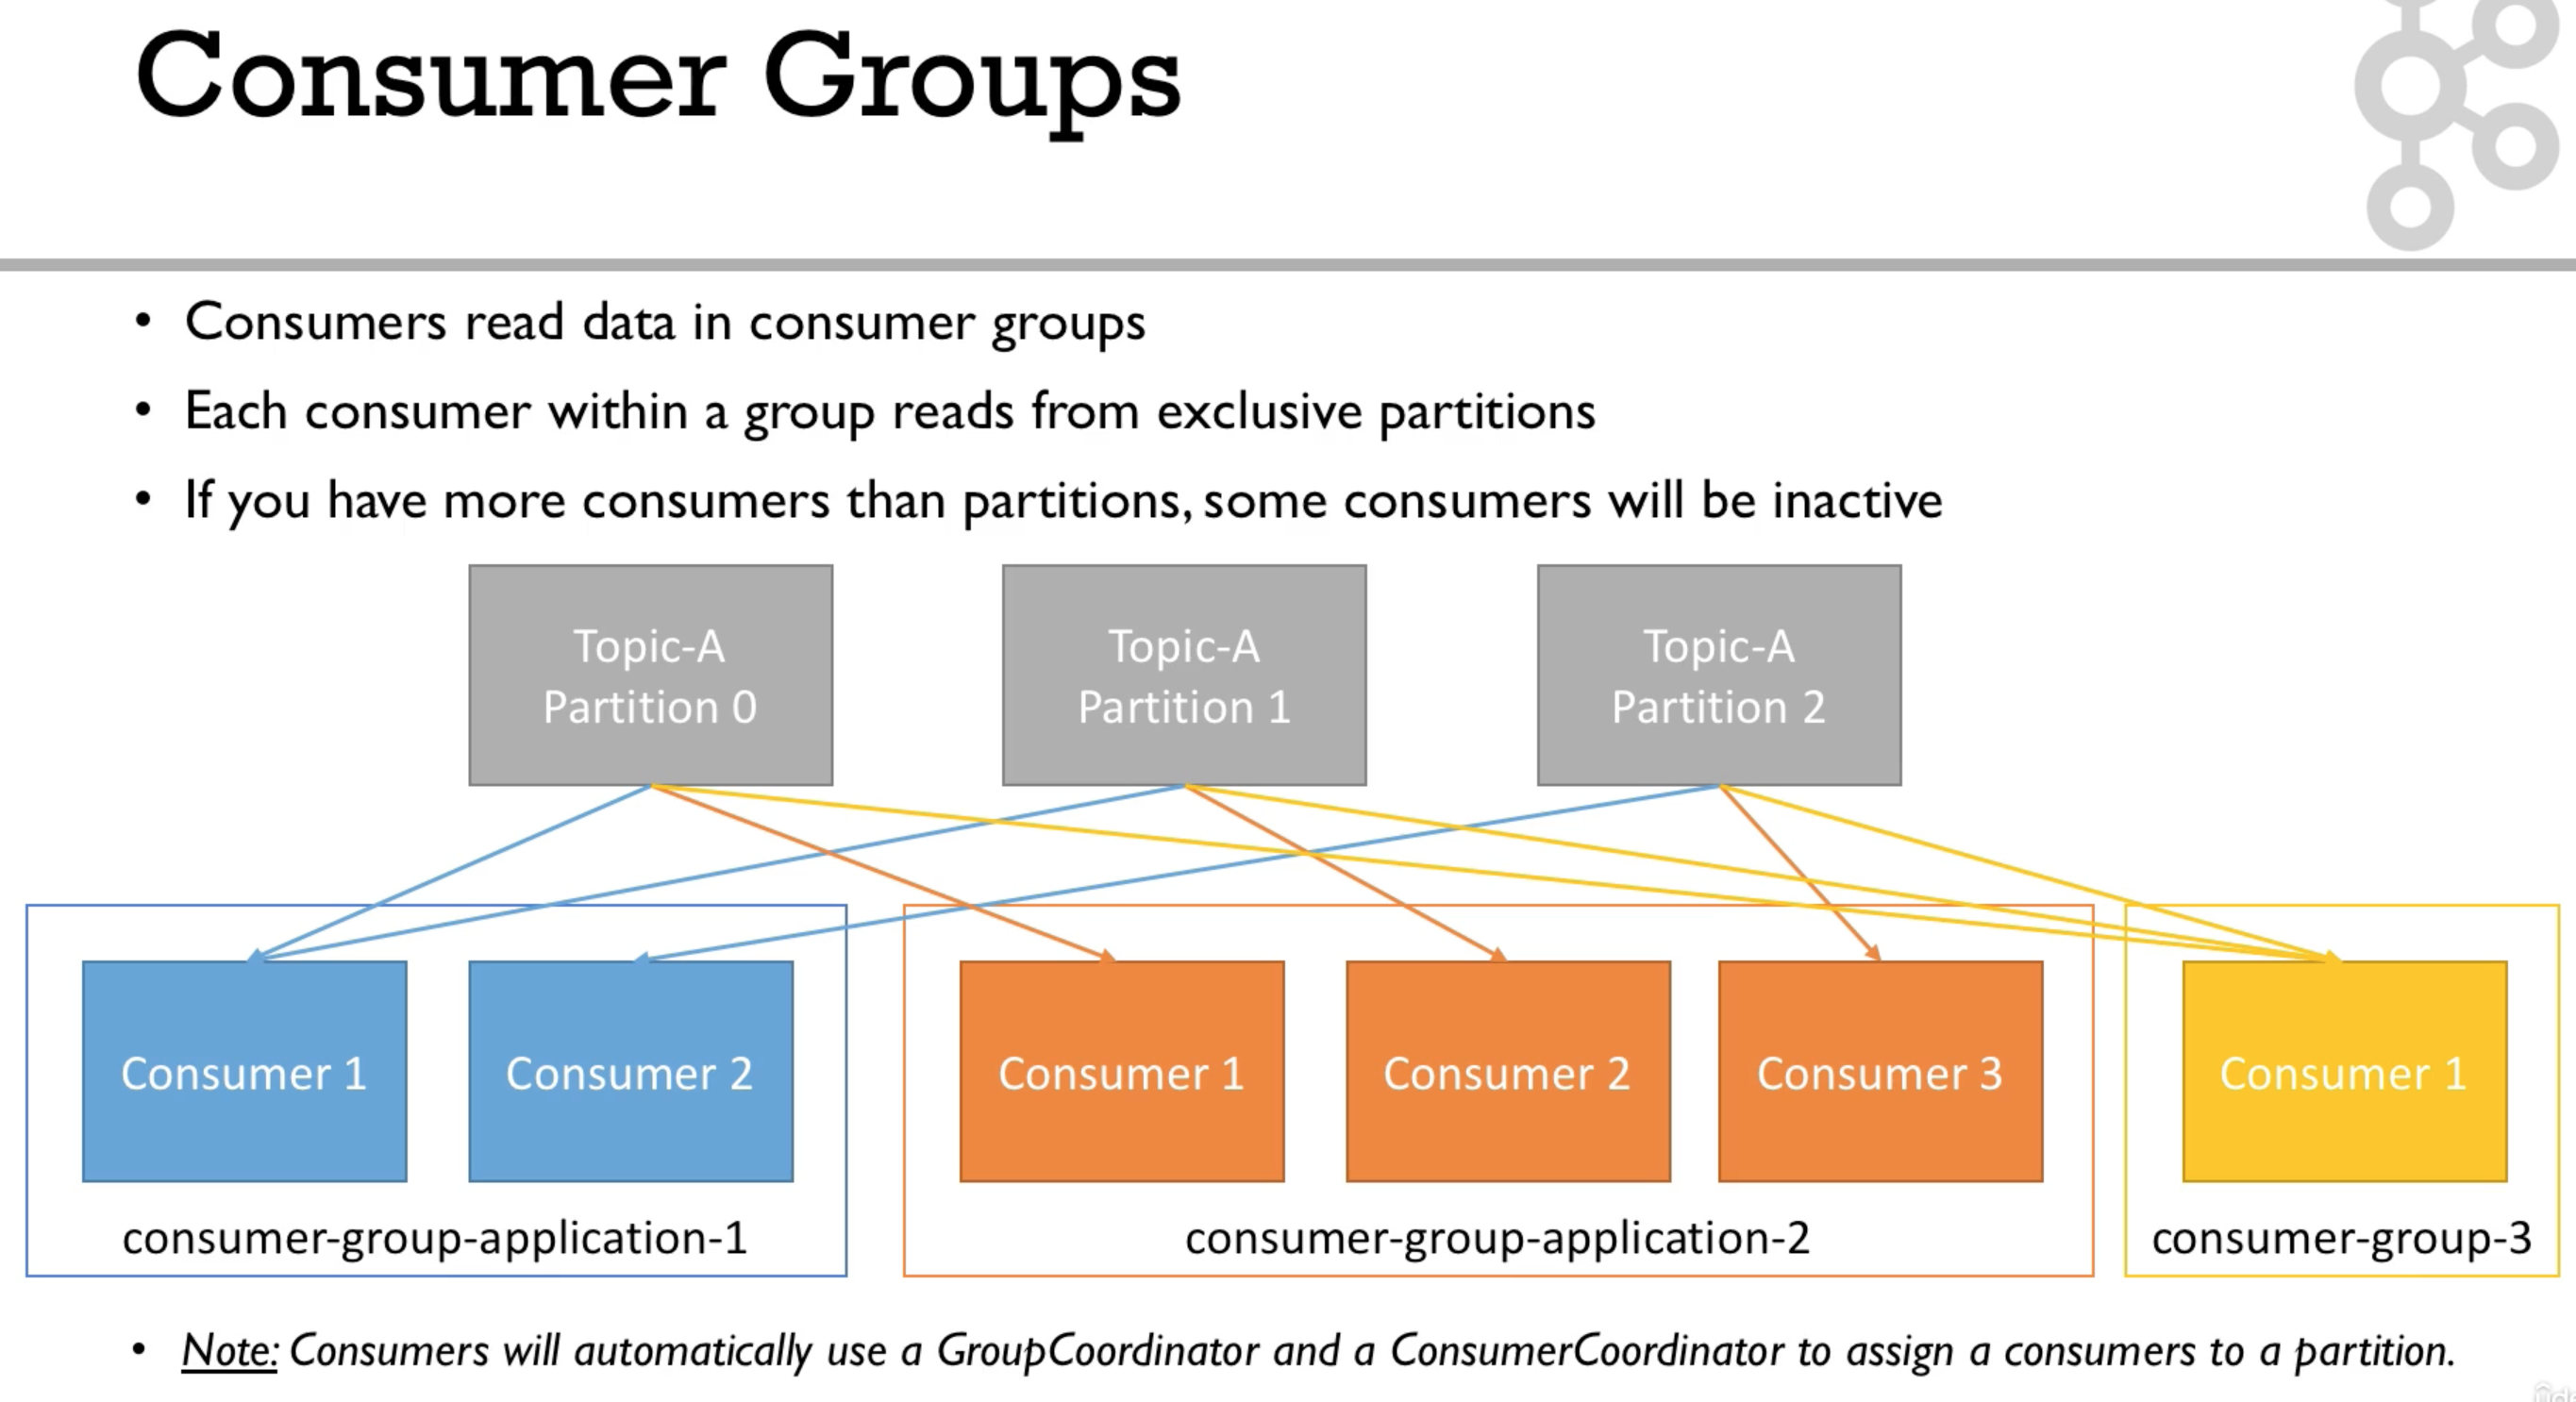 Consumer Groups
• Consumers read data in consumer groups
• Each consumer within a group reads from exclusive partitions
• If you have more consumers than partitions, some consumers will be inactive
Topic-A
Partition 0
Topic-A
Partition 1
Topic-A
Partition 2
Consumer 1
Consumer 2
consumer-group-application-1
Consumer 1
Consumer 2
Consumer 3
consumer-group-application-2
Consumer 1
consumer-group-3
• Note: Consumers will automatically use a GroupCoordinator and a ConsumerCoordinator to assign a consumers to a partition.